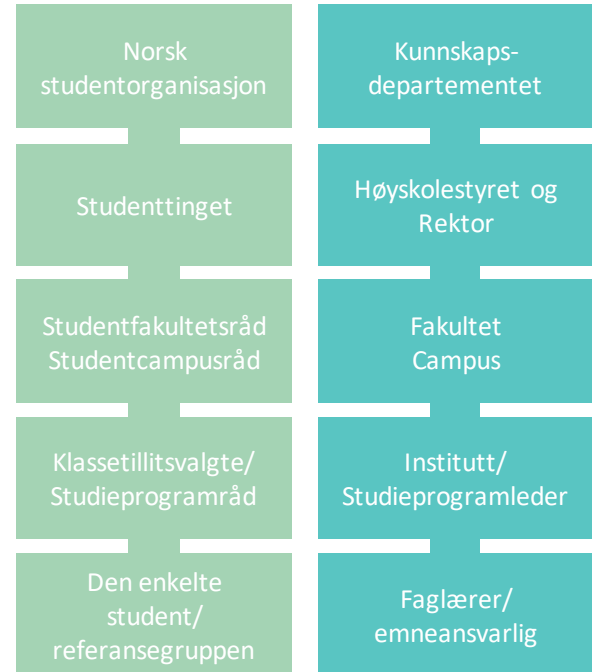 Norsk
studentorganisasjon
Kunnskaps-
departementet
Studenttinget
Høyskolestyret og
Rektor
Studentfakultetsråd
Studentcampusråd
Fakultet
Campus
Klassetillitsvalgte/
Studieprogramråd
Institutt/
Studieprogramleder
Den enkelte
student/
referansegruppen
Faglærer/
emneansvarlig